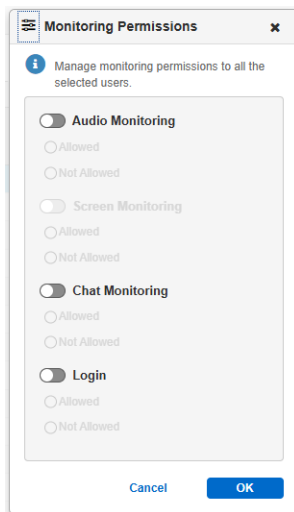 Monitoring Permissions
Manage monitoring permissions to all the
selected users.
Audio Monitoring
Allowed
Not Allowed
Screen Monitoring
Allowed
Not Allowed
Chat Monitoring
Allowed
Not Allowed
Login
Allowed
Not Allowed
Cancel OK